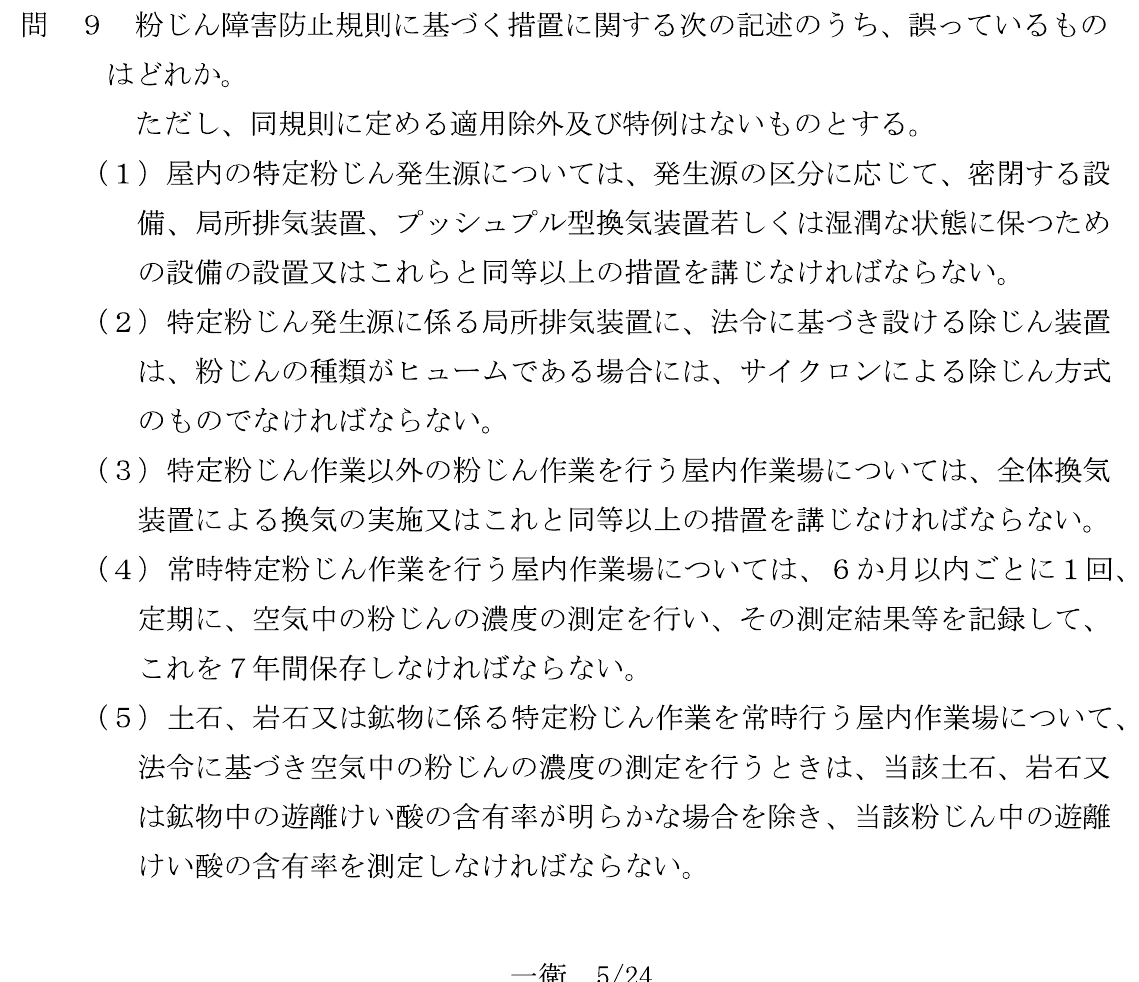 問　９　粉じん障害防止規則に基づく措置に関する次の記述のうち、誤っているもの
はどれか。
ただし、同規則に定める適用除外及び特例はないものとする。
（１）屋内の特定粉じん発生源については、発生源の区分に応じて、密閉する設
備、局所排気装置、プッシュプル型換気装置若しくは湿潤な状態に保つため
の設備の設置又はこれらと同等以上の措置を講じなければならない。
（２）特定粉じん発生源に係る局所排気装置に、法令に基づき設ける除じん装置
は、粉じんの種類がヒュームである場合には、サイクロンによる除じん方式
のものでなければならない。
（３）特定粉じん作業以外の粉じん作業を行う屋内作業場については、全体換気
装置による換気の実施又はこれと同等以上の措置を講じなければならない。
（４）常時特定粉じん作業を行う屋内作業場については、６か月以内ごとに１回、
定期に、空気中の粉じんの濃度の測定を行い、その測定結果等を記録して、
これを７年間保存しなければならない。
（５）土石、岩石又は鉱物に係る特定粉じん作業を常時行う屋内作業場について、
法令に基づき空気中の粉じんの濃度の測定を行うときは、当該土石、岩石又
は鉱物中の遊離けい酸の含有率が明らかな場合を除き、当該粉じん中の遊離
けい酸の含有率を測定しなければならない。
一衛　5/24